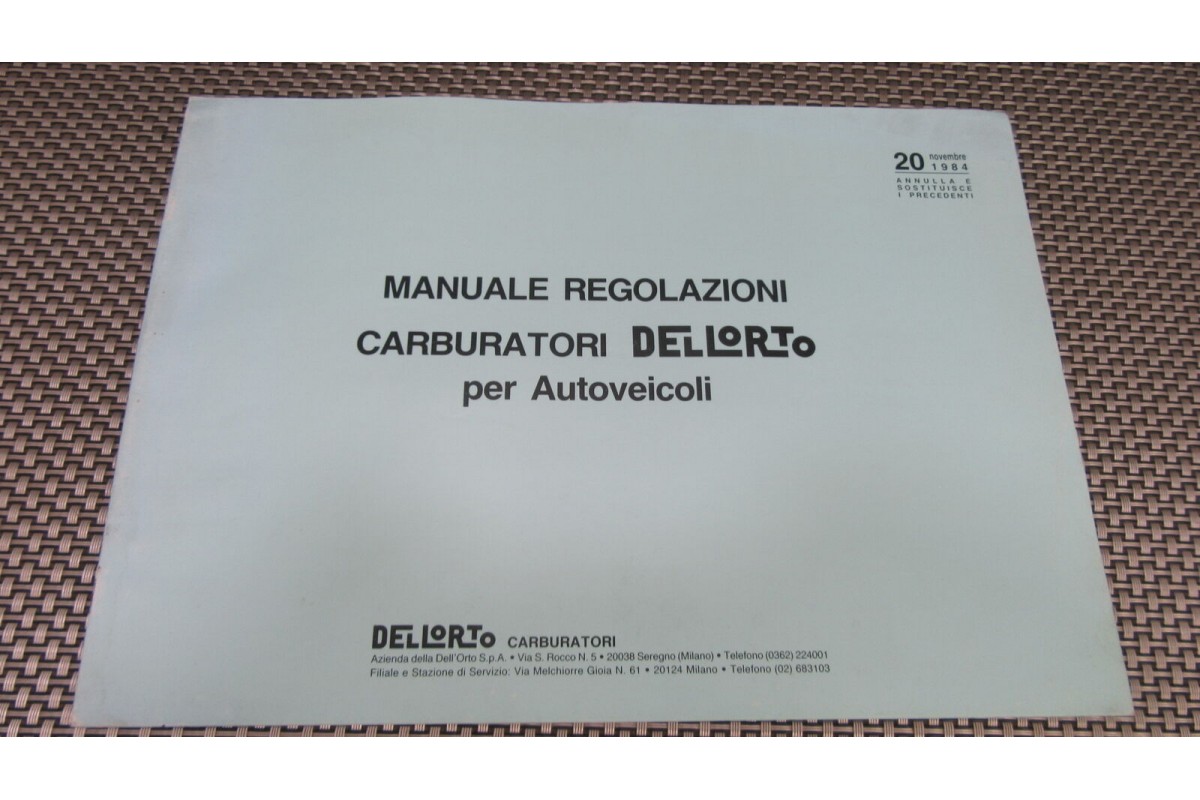 20 novembre
1984
ANNULLA E
SOSTITUISCE
I PRECEDENTI
MANUALE REGOLAZIONI
CARBURATORI DELLORTO
per Autoveicoli
DELLORTO CARBURATORI
Azienda della Dell'Orto S.p.A. • Via S. Rocco N. 5 • 20038 Seregno (Milano) • Telefono (0362) 224001
Filiale e Stazione di Servizio: Via Melchiorre Gioia N. 61 • 20124 Milano • Telefono (02) 683103